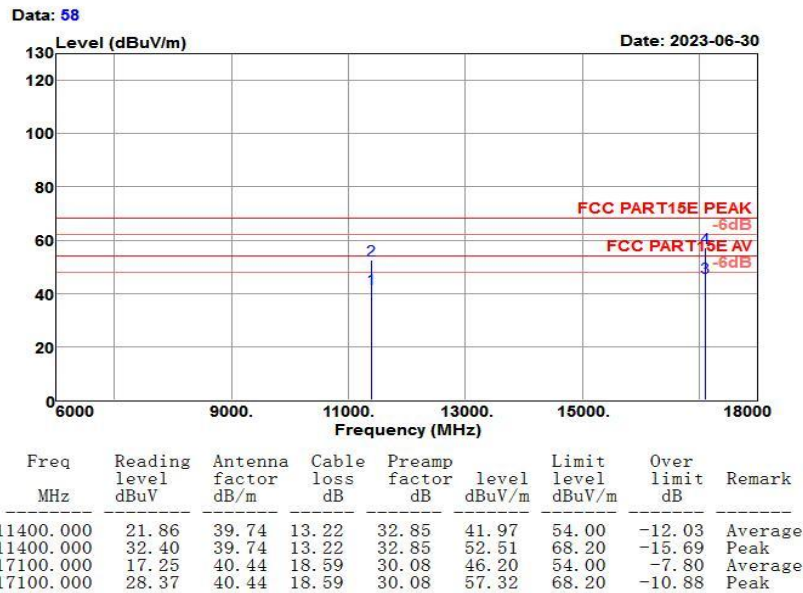 Data: 58
Level (dBuV/m)
Date: 2023-06-30
130
120
100
80
FCC PART15E PEAK
-6dB
60
2
4
FCC PART15E AV
-6dB
1
3
40
20
0
6000 9000. 11000. 13000. 15000. 18000
Frequency (MHz)
Freq Reading Antenna Cable Preamp Limit Over
level factor loss factor level level limit Remark
MHz dBuV dB/m dB dB dBuV/m dBuV/m dB
11400.000 21.86 39.74 13.22 32.85 41.97 54.00 -12.03 Average
11400.000 32.40 39.74 13.22 32.85 52.51 68.20 -15.69 Peak
17100.000 17.25 40.44 18.59 30.08 46.20 54.00 -7.80 Average
17100.000 28.37 40.44 18.59 30.08 57.32 68.20 -10.88 Peak